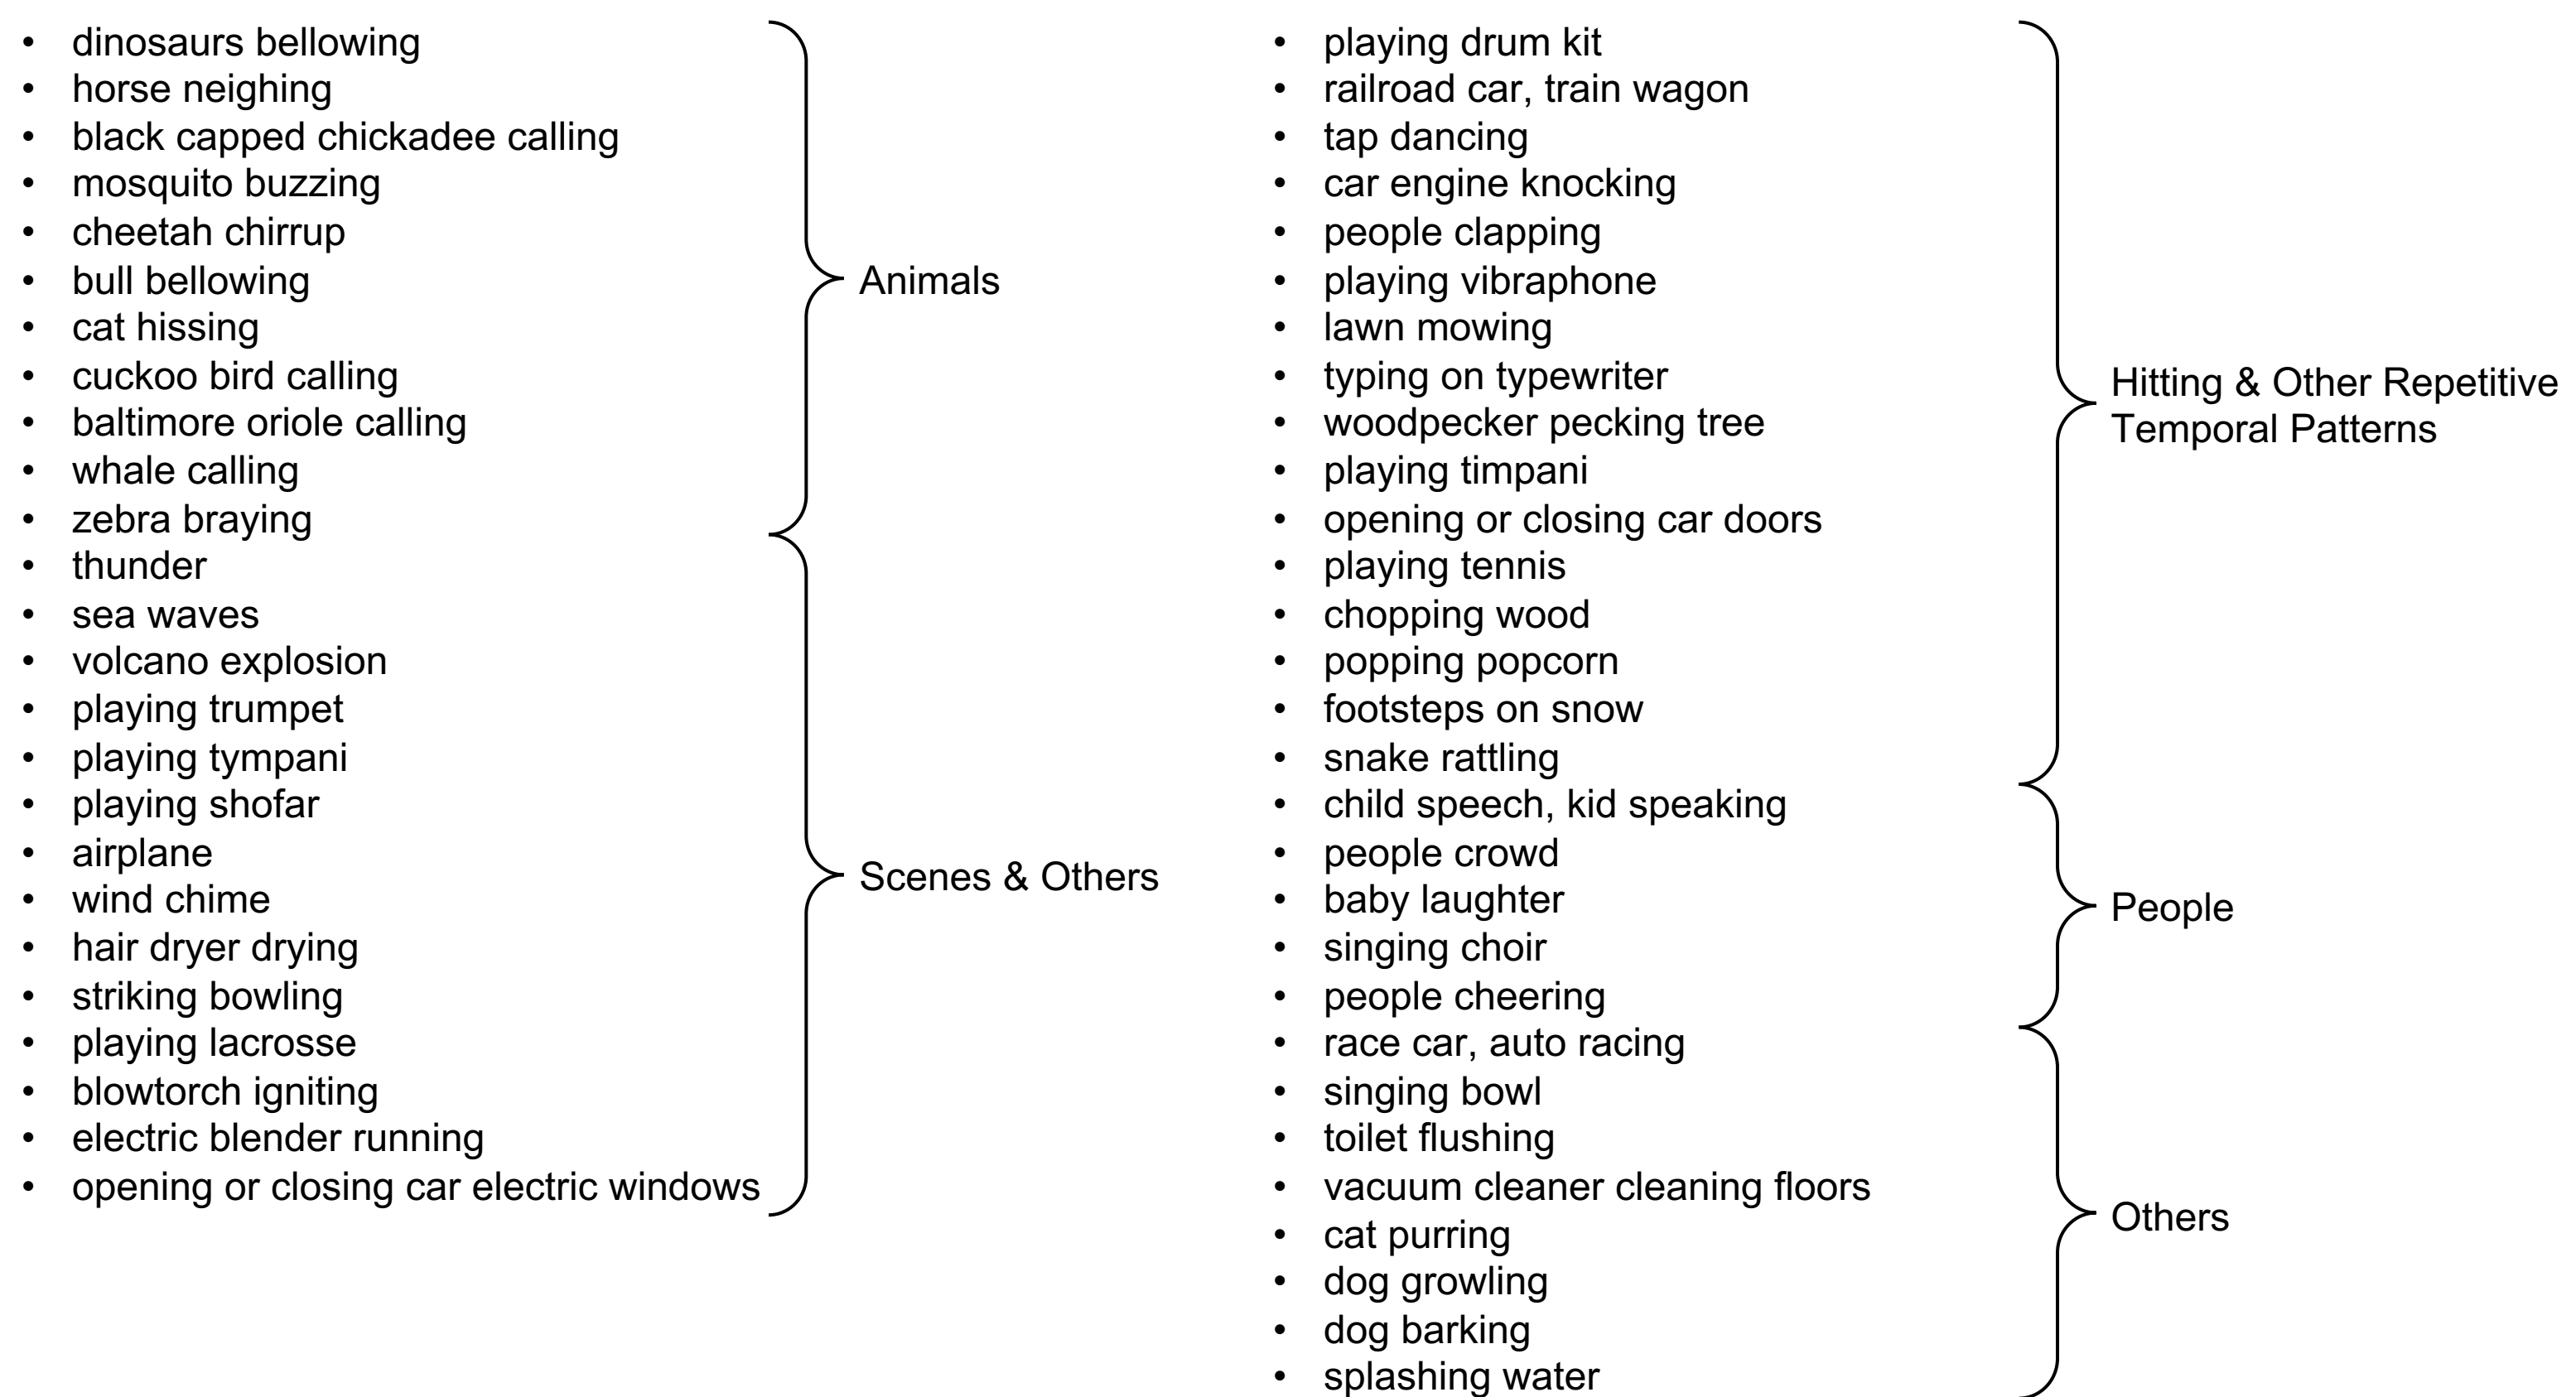 • dinosaurs bellowing
• horse neighing
• black capped chickadee calling
• mosquito buzzing
• cheetah chirrup
• bull bellowing
• cat hissing
• cuckoo bird calling
• baltimore oriole calling
• whale calling
• zebra braying
Animals
• thunder
• sea waves
• volcano explosion
• playing trumpet
• playing tympani
• playing shofar
• airplane
• wind chime
• hair dryer drying
• striking bowling
• playing lacrosse
• blowtorch igniting
• electric blender running
• opening or closing car electric windows
Scenes & Others
• playing drum kit
• railroad car, train wagon
• tap dancing
• car engine knocking
• people clapping
• playing vibraphone
• lawn mowing
• typing on typewriter
• woodpecker pecking tree
• playing timpani
• opening or closing car doors
• playing tennis
• chopping wood
• popping popcorn
• footsteps on snow
• snake rattling
Hitting & Other Repetitive
Temporal Patterns
• child speech, kid speaking
• people crowd
• baby laughter
• singing choir
• people cheering
People
• race car, auto racing
• singing bowl
• toilet flushing
• vacuum cleaner cleaning floors
• cat purring
• dog growling
• dog barking
• splashing water
Others